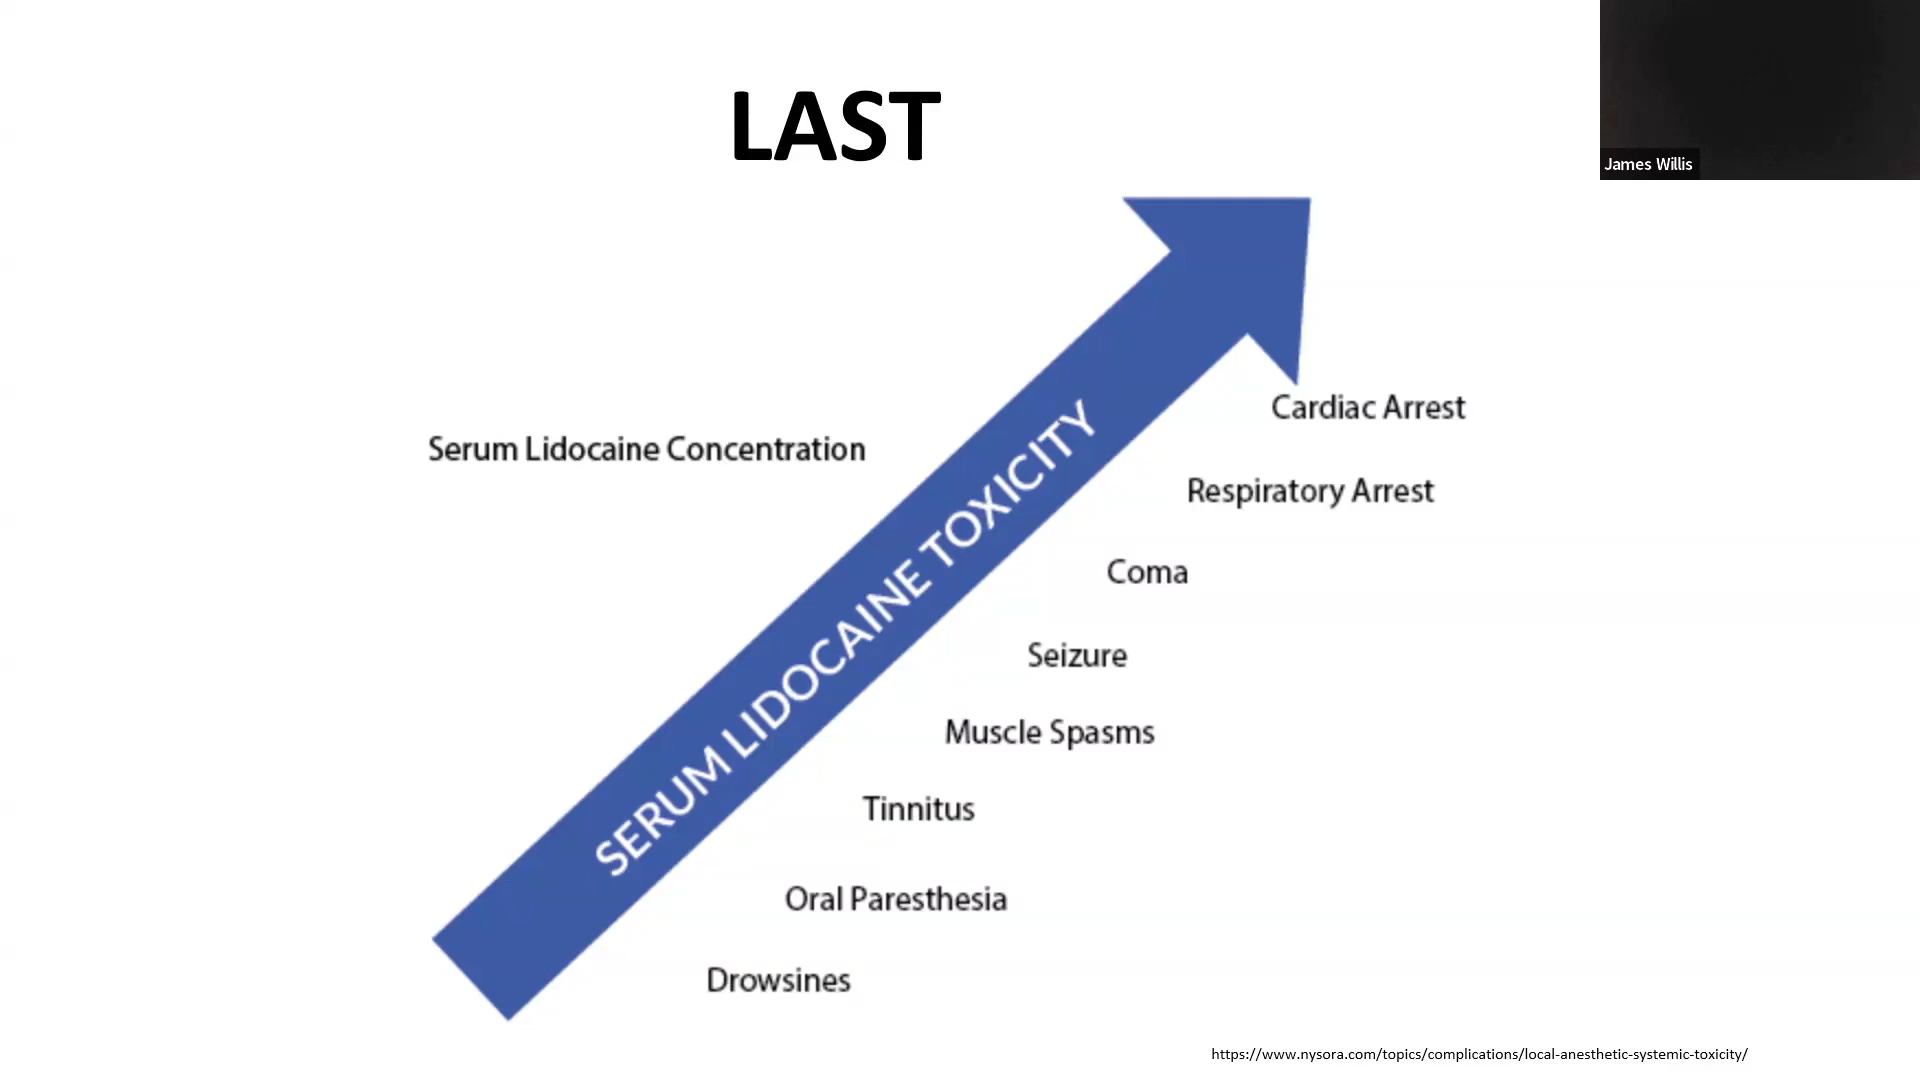 LAST
James Willis
Serum Lidocaine Concentration
SERUM LIDOCAINE TOXICITY
Cardiac Arrest
Respiratory Arrest
Coma
Seizure
Muscle Spasms
Tinnitus
Oral Paresthesia
Drowsines
https://www.nysora.com/topics/complications/local-anesthetic-systemic-toxicity/